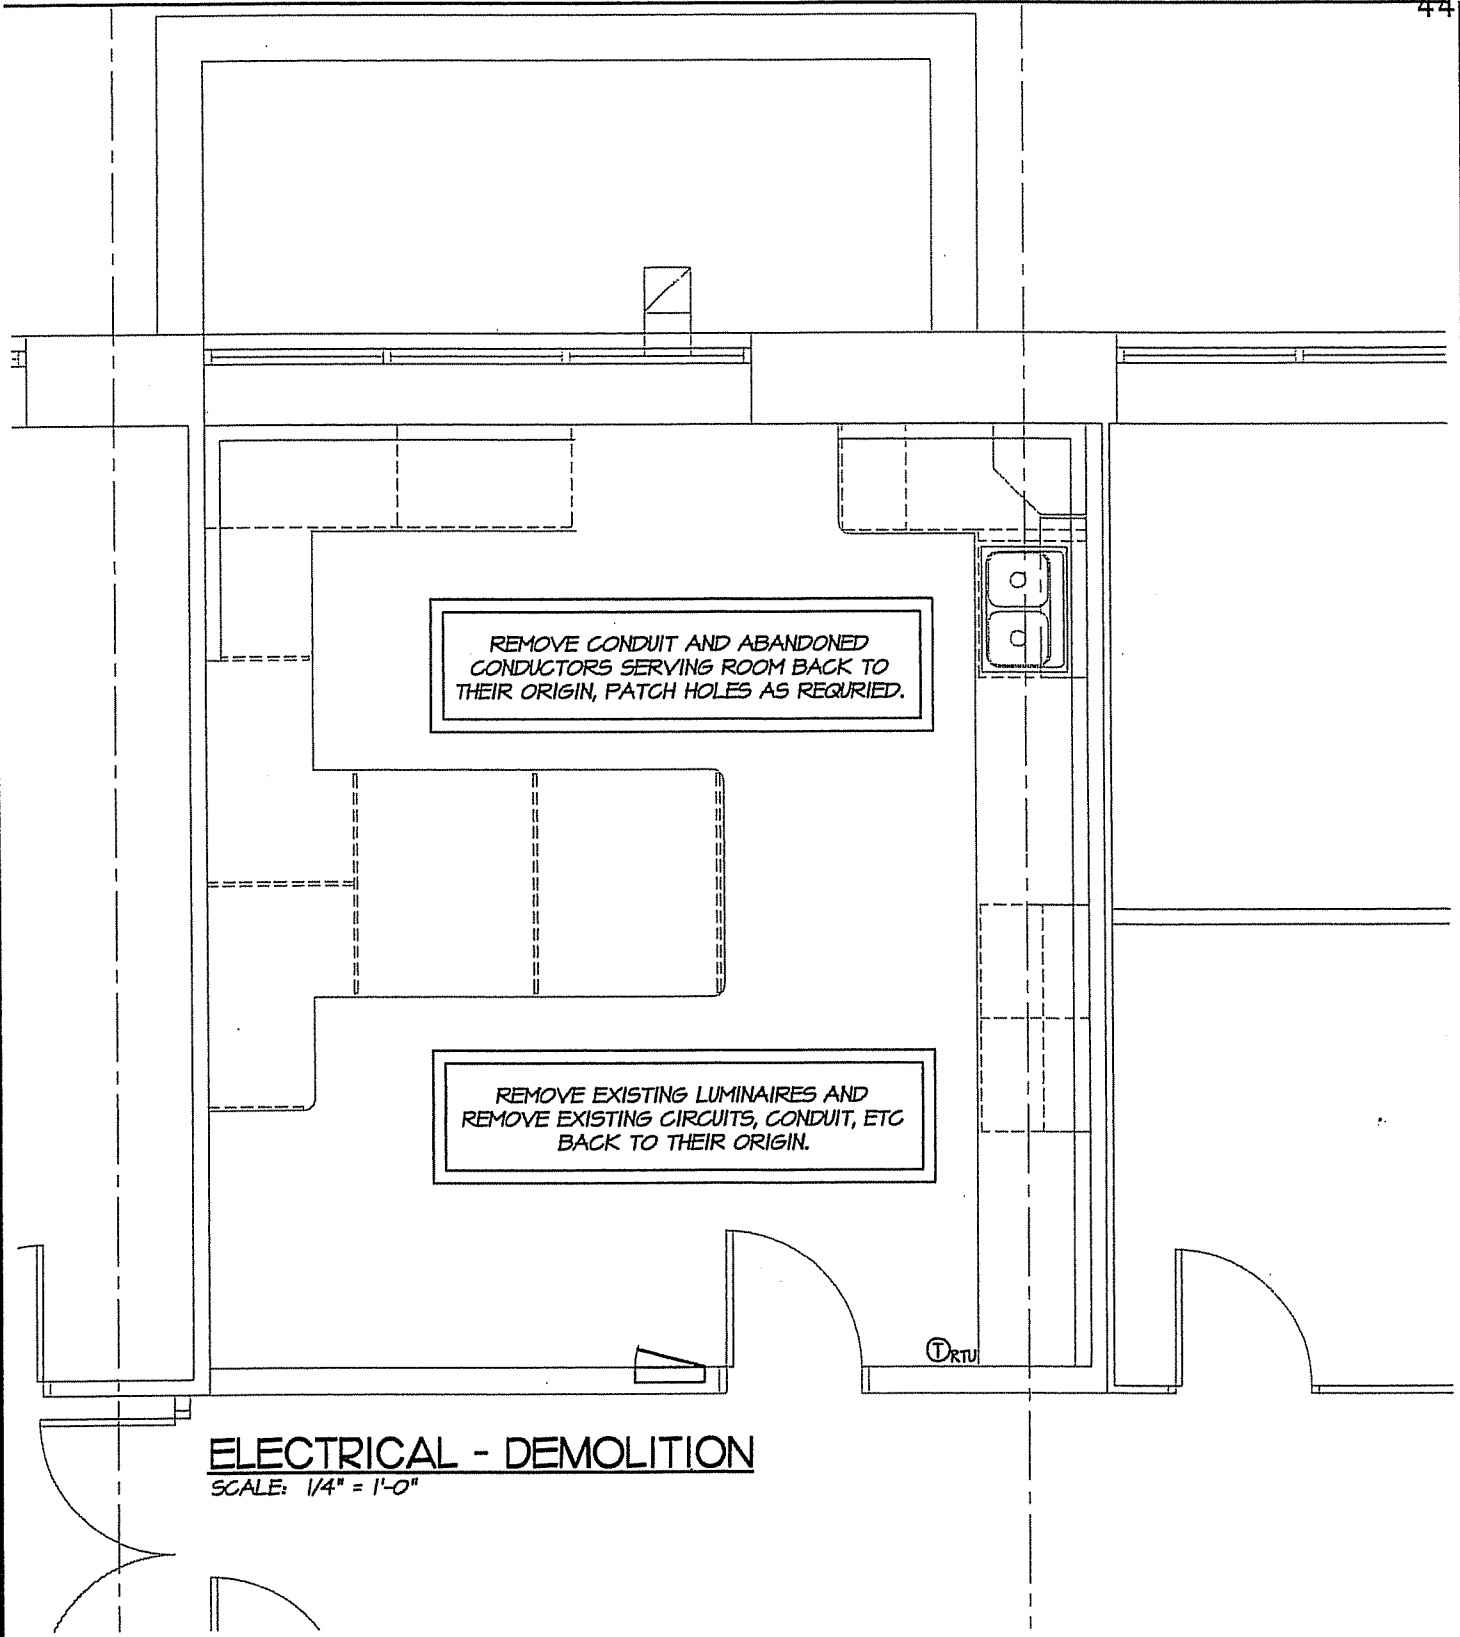 44
REMOVE CONDUIT AND ABANDONED
CONDUCTORS SERVING ROOM BACK TO
THEIR ORIGIN, PATCH HOLES AS REQURIED.
REMOVE EXISTING LUMINAIRES AND
REMOVE EXISTING CIRCUITS, CONDUIT, ETC
BACK TO THEIR ORIGIN.
T RTU
ELECTRICAL - DEMOLITION
SCALE: 1/4" = 1'-0"